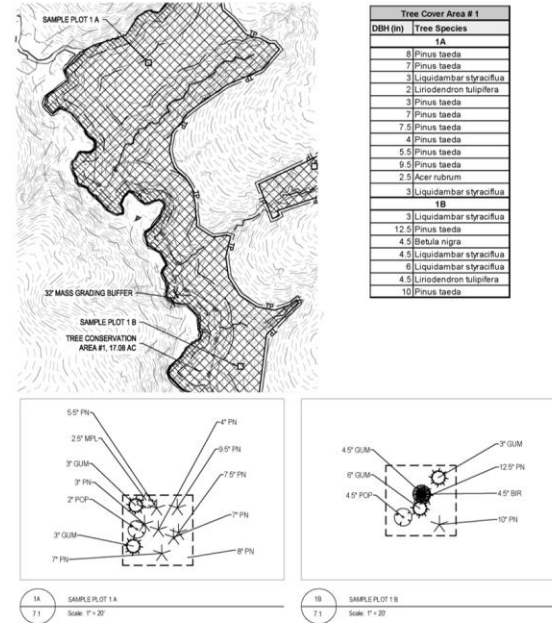 SAMPLE PLOT 1 A
32' MASS GRADING BUFFER
SAMPLE PLOT 1 B
TREE CONSERVATION
AREA #1, 17.08 AC
TP
TP
TP
TP
TP
Tree Cover Area # 1
DBH (in) Tree Species
1A
8 Pinus taeda
7 Pinus taeda
3 Liquidambar styraciflua
2 Liriodendron tulipifera
3 Pinus taeda
7 Pinus taeda
7.5 Pinus taeda
4 Pinus taeda
5.5 Pinus taeda
9.5 Pinus taeda
2.5 Acer rubrum
3 Liquidambar styraciflua
1B
3 Liquidambar styraciflua
12.5 Pinus taeda
4.5 Betula nigra
4.5 Liquidambar styraciflua
6 Liquidambar styraciflua
4.5 Liriodendron tulipifera
10 Pinus taeda
5.5" PN
2.5" MPL
3" GUM
3" PN
2" POP
3" GUM
7" PN
4" PN
9.5" PN
7.5" PN
7" PN
8" PN
1A
7.1
SAMPLE PLOT 1 A
Scale: 1" = 20'
4.5" GUM
6" GUM
4.5" POP
3" GUM
12.5" PN
4.5" BIR
10" PN
1B
7.1
SAMPLE PLOT 1 B
Scale: 1" = 20'